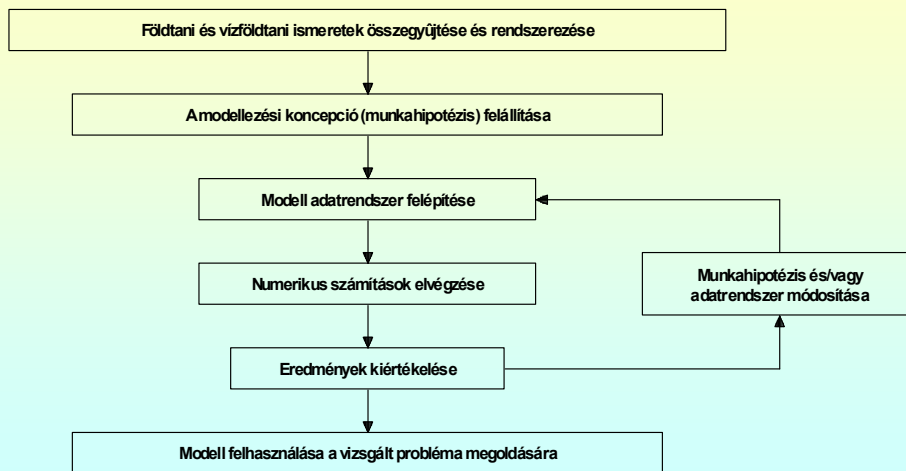 Földtani és vízföldtani ismeretek összegyűjtése és rendszerezése
A modellezési koncepció (munkahipotézis) felállítása
Modell adatrendszer felépítése
Numerikus számítások elvégzése
Munkahipotézis és/vagy
adatrendszer módosítása
Eredmények kiértékelése
Modell felhasználása a vizsgált probléma megoldására